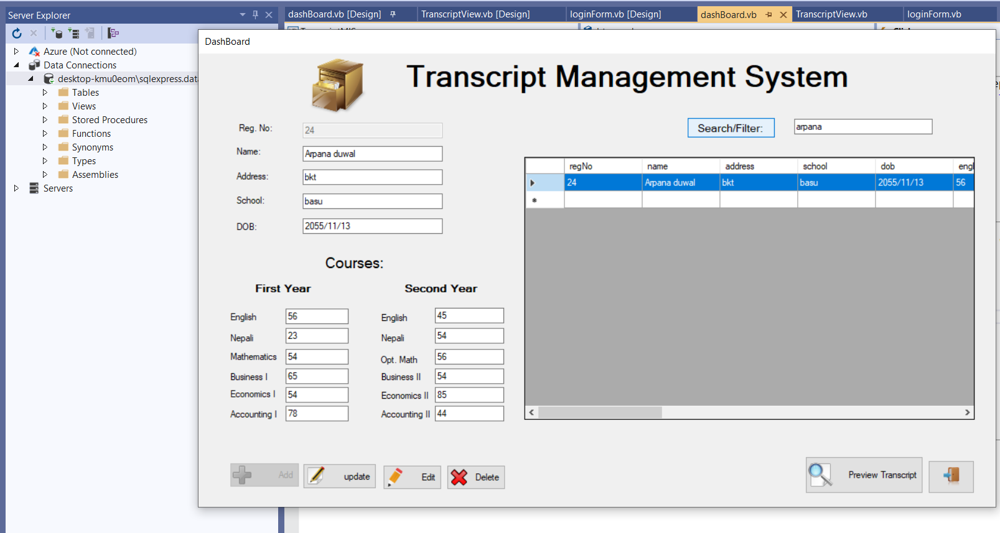 Server Explorer
dashBoard.vb [Design]
TranscriptView.vb [Design]
loginForm.vb [Design]
dashBoard.vb
TranscriptView.vb
loginForm.vb
Azure (Not connected)
Data Connections
desktop-kmu0eom\sqlexpress.data
Tables
Views
Stored Procedures
Functions
Synonyms
Types
Assemblies
Servers
DashBoard
Transcript Management System
Reg. No: 24
Name: Arpana duwal
Address: bkt
School: basu
DOB: 2055/11/13
Search/Filter: arpana
regNo name address school dob engl
24 Arpana duwal bkt basu 2055/11/13 56
Courses:
First Year
English 56
Nepali 23
Mathematics 54
Business I 65
Economics I 54
Accounting I 78
Second Year
English 45
Nepali 54
Opt. Math 56
Business II 54
Economics II 85
Accounting II 44
Add
update
Edit
Delete
Preview Transcript